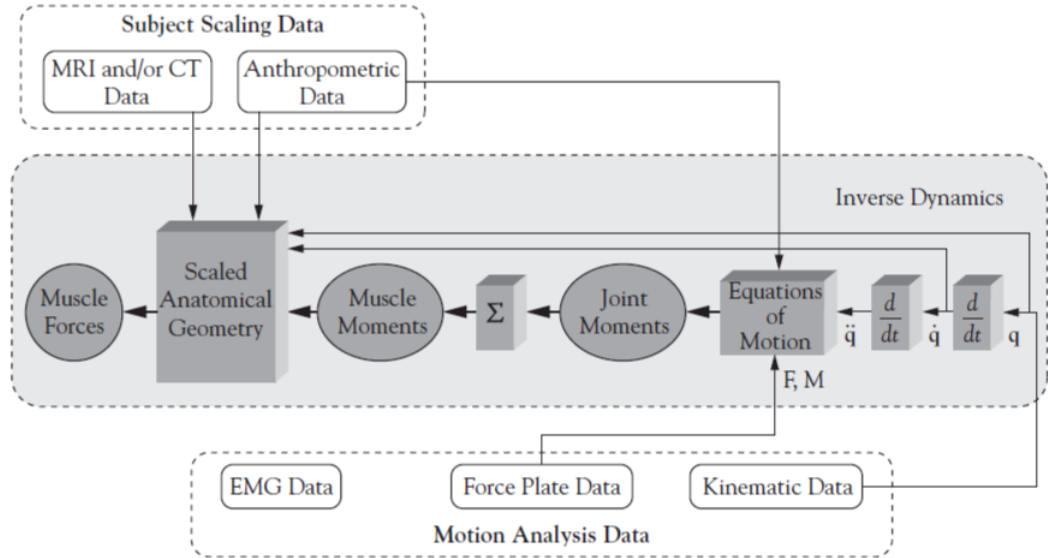 Subject Scaling Data
MRI and/or CT
Data
Anthropometric
Data
Inverse Dynamics
Muscle
Forces
Scaled
Anatomical
Geometry
Muscle
Moments
Σ
Joint
Moments
Equations
of
Motion
q̈
d
dt
q̇
d
dt
q
F, M
EMG Data
Force Plate Data
Kinematic Data
Motion Analysis Data